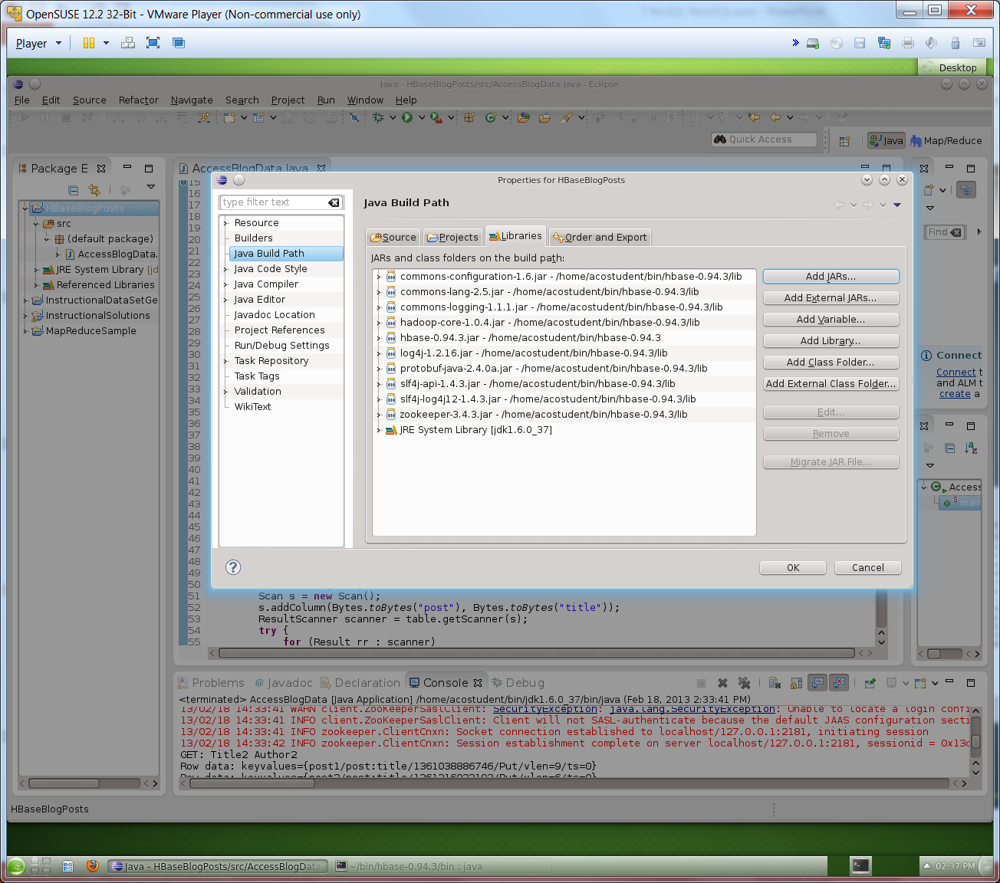 OpenSUSE 12.2 32-Bit - VMware Player (Non-commercial use only)
Player
Desktop
Java - HBaseBlogPosts/src/AccessBlogData.java - Eclipse
File Edit Source Refactor Navigate Search Project Run Window Help
Quick Access
Java
Map/Reduce
Package E
AccessBlogData.java
HBaseBlogPosts
src
(default package)
AccessBlogData.
JRE System Library [jd
Referenced Libraries
InstructionalDataSetGe
InstructionalSolutions
MapReduceSample
15
16
17
18
19
20
21
22
23
24
25
26
27
28
29
30
31
32
33
34
35
36
37
38
39
40
41
42
43
44
45
46
47
48
49
50
51 Scan s = new Scan();
52 s.addColumn(Bytes.toBytes("post"), Bytes.toBytes("title"));
53 ResultScanner scanner = table.getScanner(s);
54 try {
55 for (Result rr : scanner)
Properties for HBaseBlogPosts
type filter text
Resource
Builders
Java Build Path
Java Code Style
Java Compiler
Java Editor
Javadoc Location
Project References
Run/Debug Settings
Task Repository
Task Tags
Validation
WikiText
Java Build Path
Source Projects Libraries Order and Export
JARs and class folders on the build path:
commons-configuration-1.6.jar - /home/acostudent/bin/hbase-0.94.3/lib
commons-lang-2.5.jar - /home/acostudent/bin/hbase-0.94.3/lib
commons-logging-1.1.1.jar - /home/acostudent/bin/hbase-0.94.3/lib
hadoop-core-1.0.4.jar - /home/acostudent/bin/hbase-0.94.3/lib
hbase-0.94.3.jar - /home/acostudent/bin/hbase-0.94.3
log4j-1.2.16.jar - /home/acostudent/bin/hbase-0.94.3/lib
protobuf-java-2.4.0a.jar - /home/acostudent/bin/hbase-0.94.3/lib
slf4j-api-1.4.3.jar - /home/acostudent/bin/hbase-0.94.3/lib
slf4j-log4j12-1.4.3.jar - /home/acostudent/bin/hbase-0.94.3/lib
zookeeper-3.4.3.jar - /home/acostudent/bin/hbase-0.94.3/lib
JRE System Library [jdk1.6.0_37]
Add JARs...
Add External JARs...
Add Variable...
Add Library...
Add Class Folder...
Add External Class Folder...
Edit...
Remove
Migrate JAR File...
OK
Cancel
Find
Connect
Connect t
and ALM t
create a
Access
main
Problems Javadoc Declaration Console Debug
<terminated> AccessBlogData [Java Application] /home/acostudent/bin/jdk1.6.0_37/bin/java (Feb 18, 2013 2:33:41 PM)
13/02/18 14:33:41 WARN client.ZooKeeperSaslClient: SecurityException: java.lang.SecurityException: Unable to locate a login confi
13/02/18 14:33:41 INFO client.ZooKeeperSaslClient: Client will not SASL-authenticate because the default JAAS configuration secti
13/02/18 14:33:41 INFO zookeeper.ClientCnxn: Socket connection established to localhost/127.0.0.1:2181, initiating session
13/02/18 14:33:42 INFO zookeeper.ClientCnxn: Session establishment complete on server localhost/127.0.0.1:2181, sessionid = 0x13c
GET: Title2 Author2
Row data: keyvalues={post1/post:title/1361038886746/Put/vlen=9/ts=0}
HBaseBlogPosts
Java - HBaseBlogPosts/src/AccessBlogData
~/bin/hbase-0.94.3/bin : java
02:37 PM